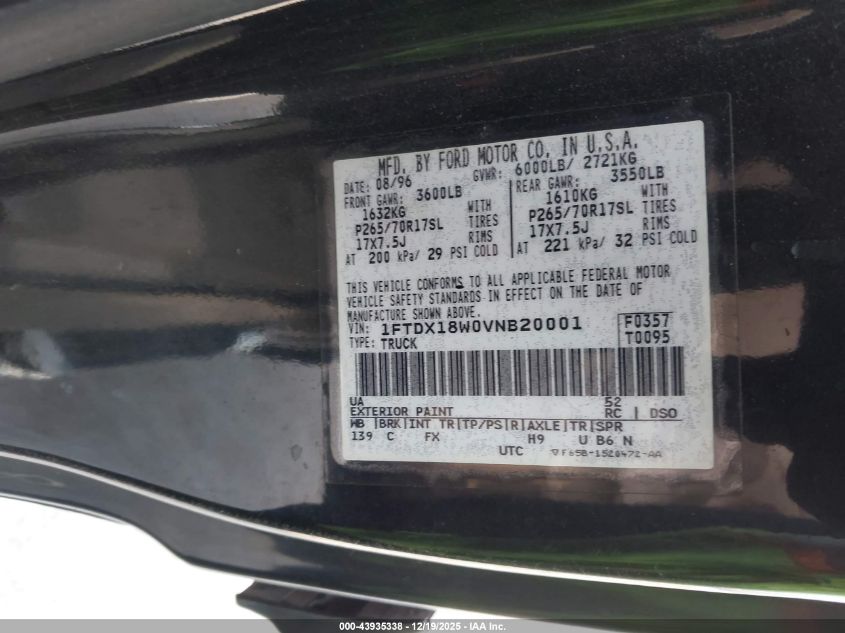 MFD. BY FORD MOTOR CO. IN U.S.A.
DATE: 08/96 GVWR: 6000LB/ 2721KG
FRONT GAWR: 3600LB REAR GAWR: 3550LB
1632KG WITH 1610KG WITH
P265/70R17SL TIRES P265/70R17SL TIRES
17X7.5J RIMS 17X7.5J RIMS
AT 200 kPa/ 29 PSI COLD AT 221 kPa/ 32 PSI COLD
THIS VEHICLE CONFORMS TO ALL APPLICABLE FEDERAL MOTOR
VEHICLE SAFETY STANDARDS IN EFFECT ON THE DATE OF
MANUFACTURE SHOWN ABOVE.
VIN: 1FTDX18W0VNB20001 F0357
TYPE: TRUCK T0095
UA 52
EXTERIOR PAINT RC | DSO
WB |BRK|INT TR|TP/PS|R|AXLE|TR|SPR
139 C FX H9 U B6 N
UTC ▽F65B-1520472-AA
000-43935338 - 12/19/2025 - IAA Inc.